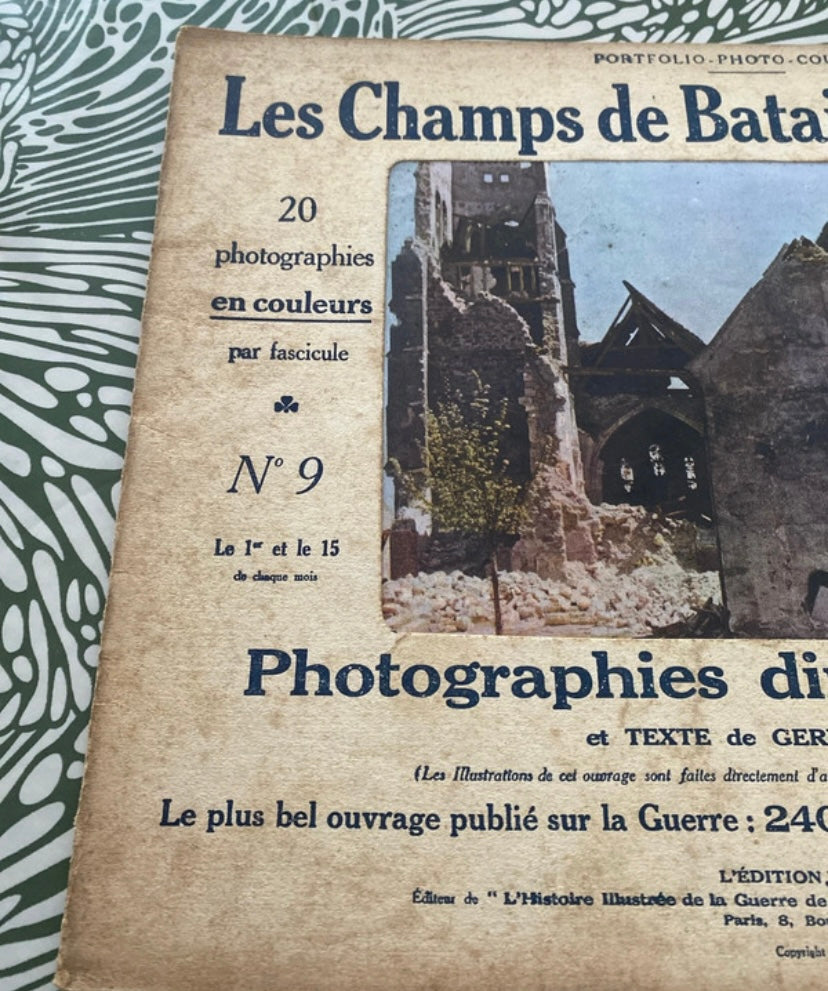 PORTFOLIO-PHOTO-COU
Les Champs de Batai
20
photographies
en couleurs
par fascicule
Nº 9
Le 1er et le 15
de chaque mois
Photographies di
et TEXTE de GER
(Les Illustrations de cet ouvrage sont faites directement d'a
Le plus bel ouvrage publié sur la Guerre : 240
L'ÉDITION
Éditeur de " L'Histoire Illustrée de la Guerre de
Paris, 8, Bou
Copyright